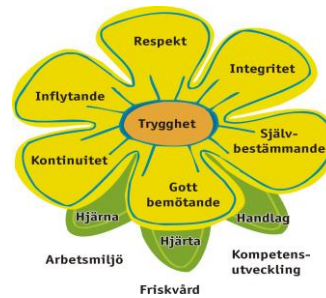 Respekt
Integritet
Inflytande
Trygghet
Själv-
bestämmande
Kontinuitet
Gott
bemötande
Hjärna
Hjärta
Handlag
Arbetsmiljö
Kompetens-
utveckling
Friskvård